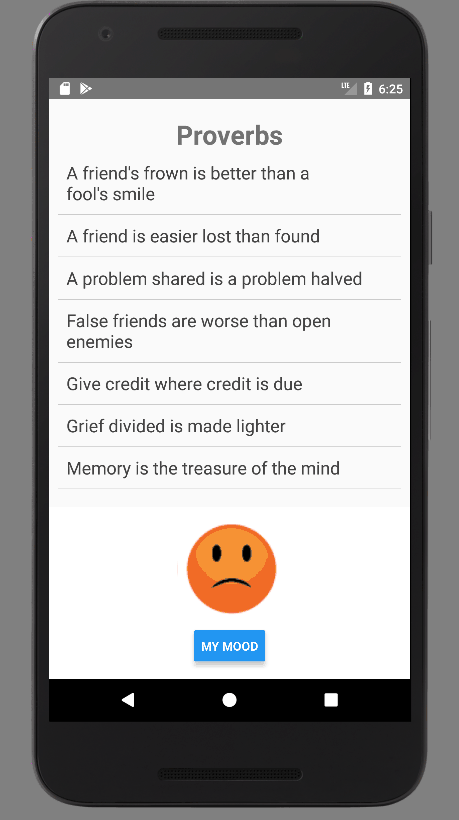 LTE 6:25
Proverbs
A friend's frown is better than a
fool's smile
A friend is easier lost than found
A problem shared is a problem halved
False friends are worse than open
enemies
Give credit where credit is due
Grief divided is made lighter
Memory is the treasure of the mind
MY MOOD